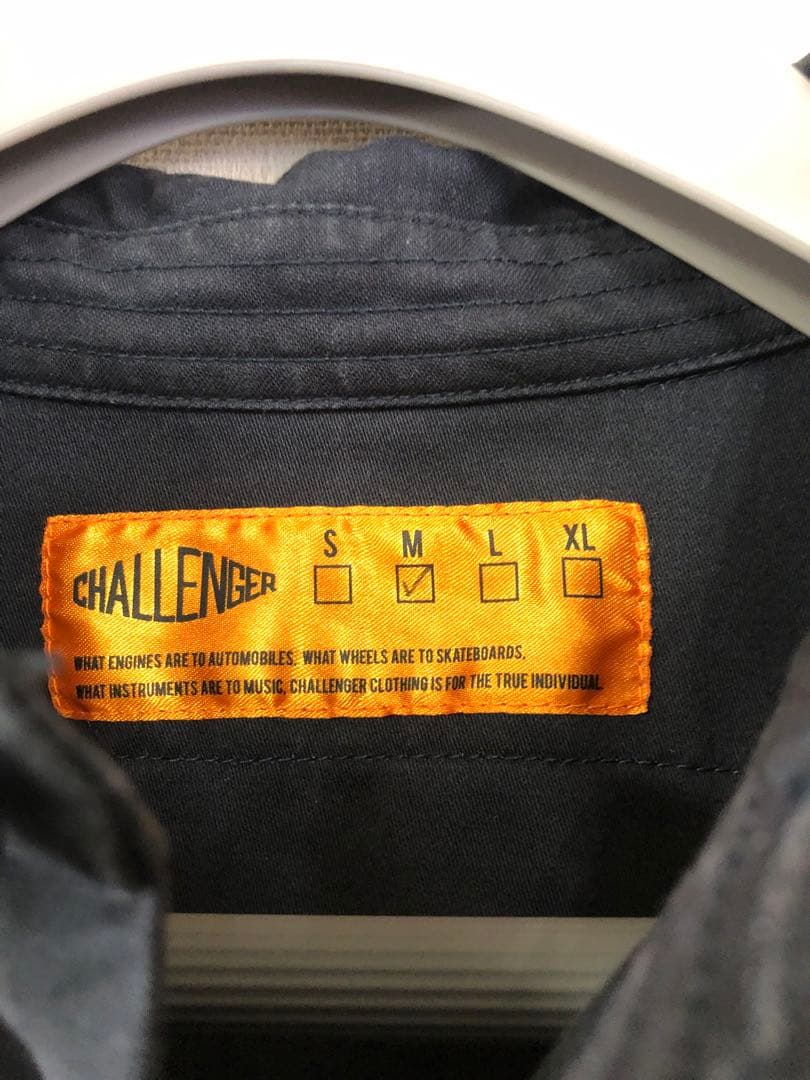 S M L XL
CHALLENGER
WHAT ENGINES ARE TO AUTOMOBILES, WHAT WHEELS ARE TO SKATEBOARDS,
WHAT INSTRUMENTS ARE TO MUSIC, CHALLENGER CLOTHING IS FOR THE TRUE INDIVIDUAL